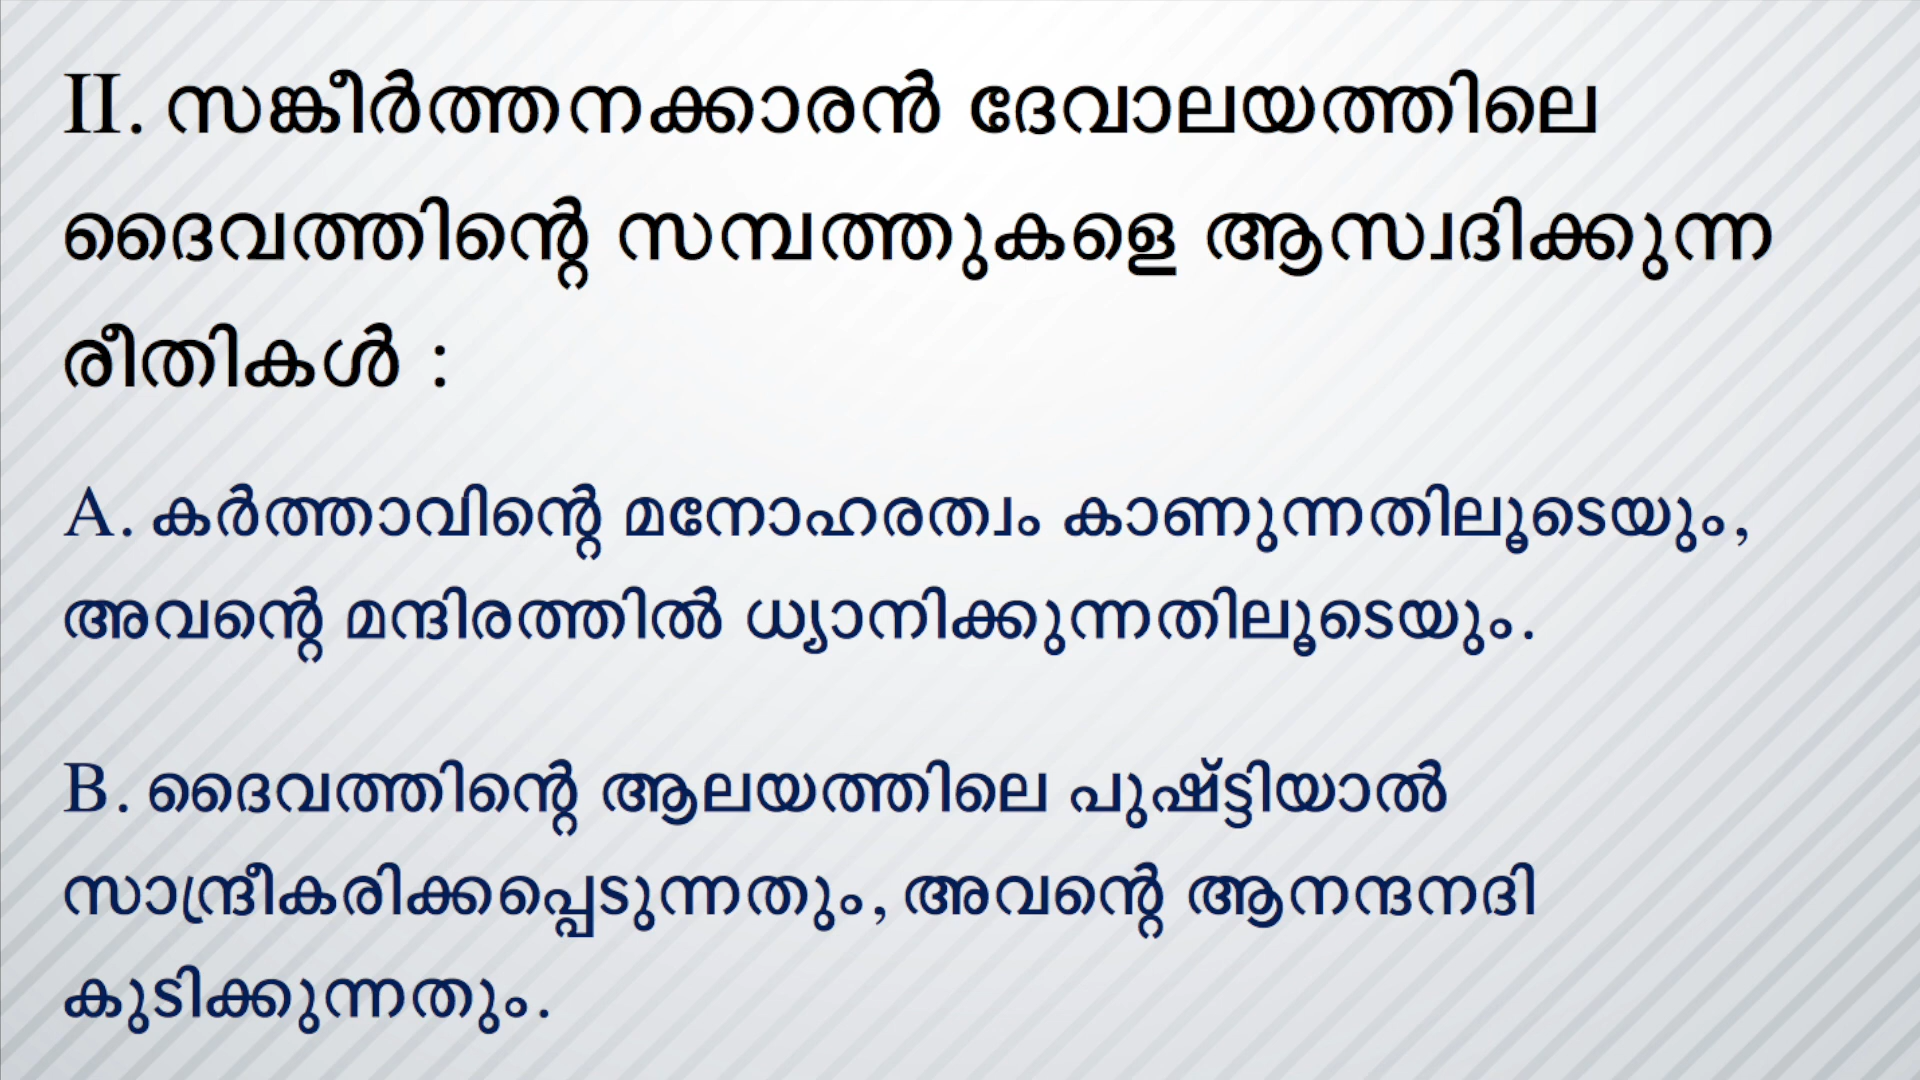 II. സങ്കീർത്തനക്കാരൻ ദേവാലയത്തിലെ
ദൈവത്തിന്റെ സമ്പത്തുകളെ ആസ്വദിക്കുന്ന
രീതികൾ :
A. കർത്താവിന്റെ മനോഹരത്വം കാണുന്നതിലൂടെയും,
അവന്റെ മന്ദിരത്തിൽ ധ്യാനിക്കുന്നതിലൂടെയും.
B. ദൈവത്തിന്റെ ആലയത്തിലെ പുഷ്ട്ടിയാൽ
സാന്ദ്രീകരിക്കപ്പെടുന്നതും, അവന്റെ ആനന്ദനദി
കുടിക്കുന്നതും.